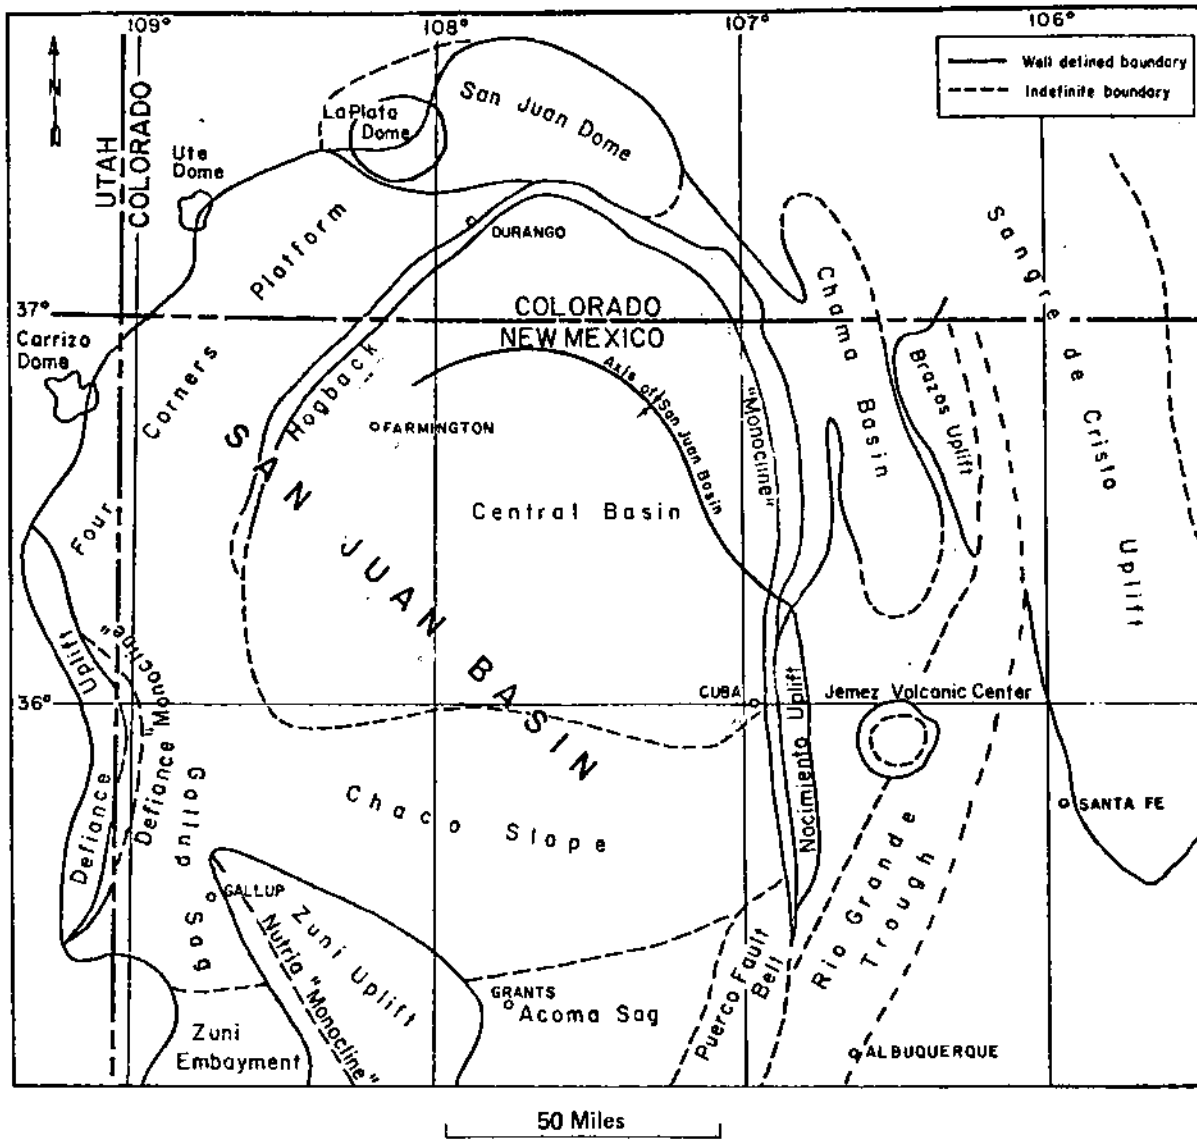 109°
108°
107°
106°
N
Well defined boundary
Indefinite boundary
UTAH
COLORADO
La Plata
Dome
San Juan Dome
Ute
Dome
DURANGO
Platform
Sangre de Cristo Uplift
Chama Basin
37°
COLORADO
NEW MEXICO
Carrizo
Dome
Corners
Hogback
Axis of San Juan Basin
"Monocline"
Brazos Uplift
FARMINGTON
SAN JUAN BASIN
Central Basin
Four
Uplift
Defiance "Monocline"
36°
CUBA
Nocimiento Uplift
Jemez Volcanic Center
Defiance
Gallup Sag
Chaco Slope
SANTA FE
GALLUP
Zuni Uplift
Nutria "Monocline"
Rio Grande
Trough
Puerco Fault
Belt
GRANTS
Acoma Sag
Zuni
Embayment
ALBUQUERQUE
50 Miles